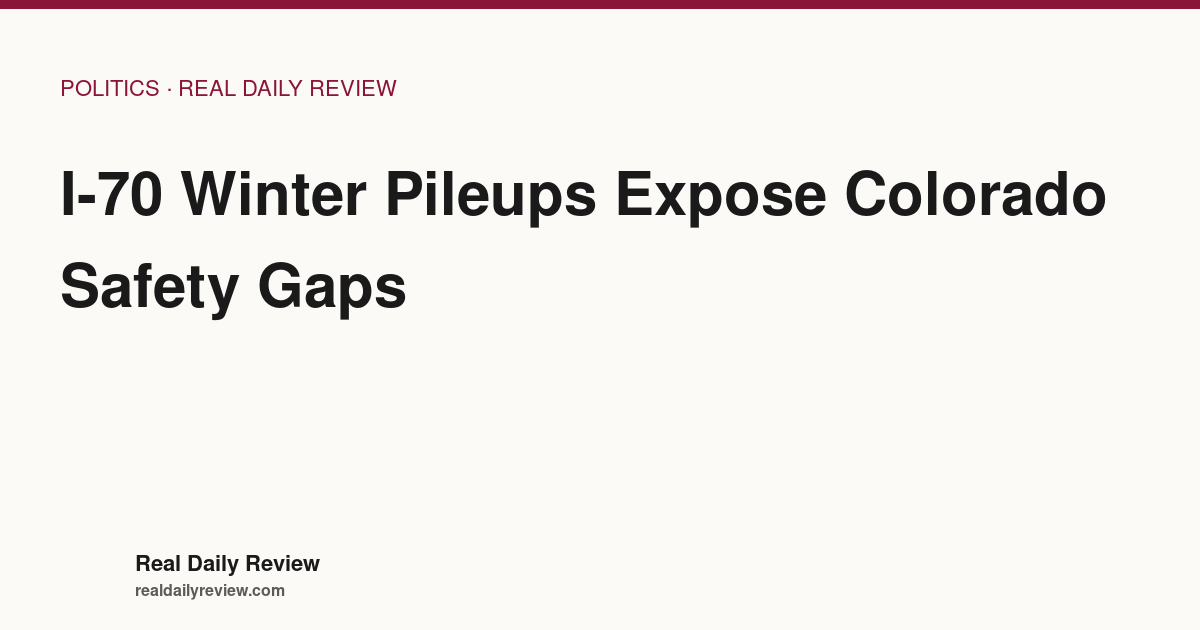 POLITICS · REAL DAILY REVIEW
I-70 Winter Pileups Expose Colorado
Safety Gaps
Real Daily Review
realdailyreview.com